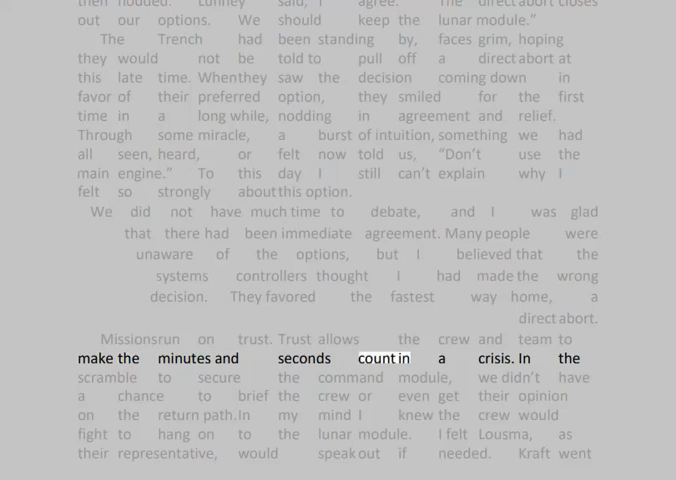 then nodded. Lunney said, I agree. The direct abort closes
out our options. We should keep the lunar module.”
The Trench had been standing by, faces grim, hoping
they would not be told to pull off a direct abort at
this late time. When they saw the decision coming down in
favor of their preferred option, they smiled for the first
time in a long while, nodding in agreement and relief.
Through some miracle, a burst of intuition, something we had
all seen, heard, or felt now told us, “Don’t use the
main engine.” To this day I still can’t explain why I
felt so strongly about this option.
We did not have much time to debate, and I was glad
that there had been immediate agreement. Many people were
unaware of the options, but I believed that the
systems controllers thought I had made the wrong
decision. They favored the fastest way home, a
direct abort.
Missions run on trust. Trust allows the crew and team to
make the minutes and seconds count in a crisis. In the
scramble to secure the command module, we didn’t have
a chance to brief the crew or even get their opinion
on the return path. In my mind I knew the crew would
fight to hang on to the lunar module. I felt Lousma, as
their representative, would speak out if needed. Kraft went